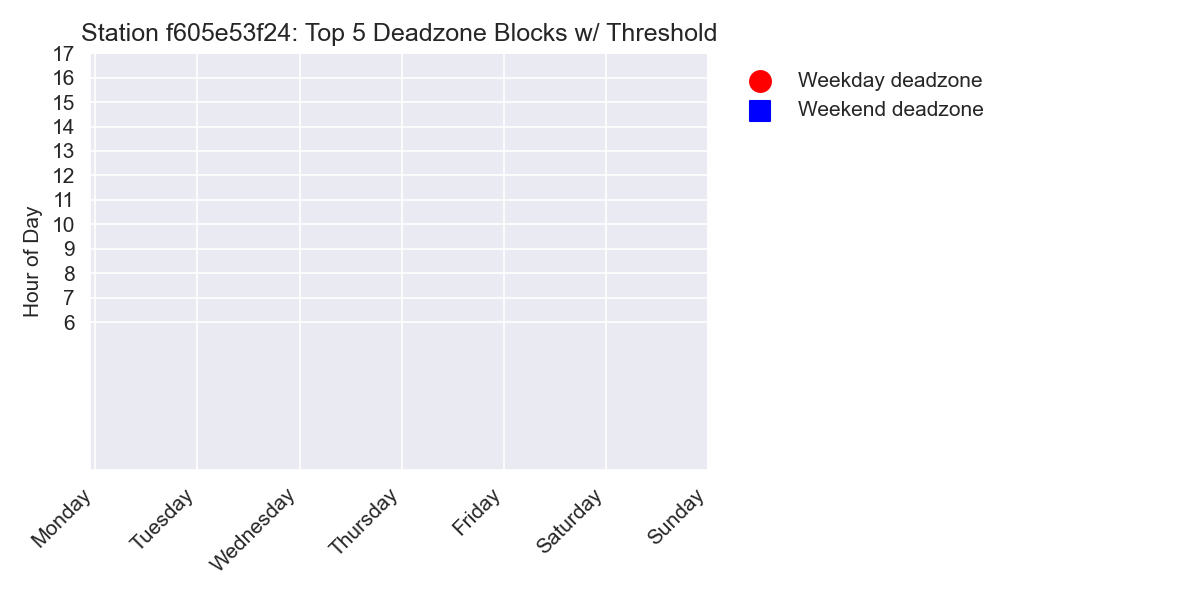 Station f605e53f24: Top 5 Deadzone Blocks w/ Threshold
17
16
15
14
13
12
11
10
9
8
7
6
Hour of Day
Monday
Tuesday
Wednesday
Thursday
Friday
Saturday
Sunday
Weekday deadzone
Weekend deadzone